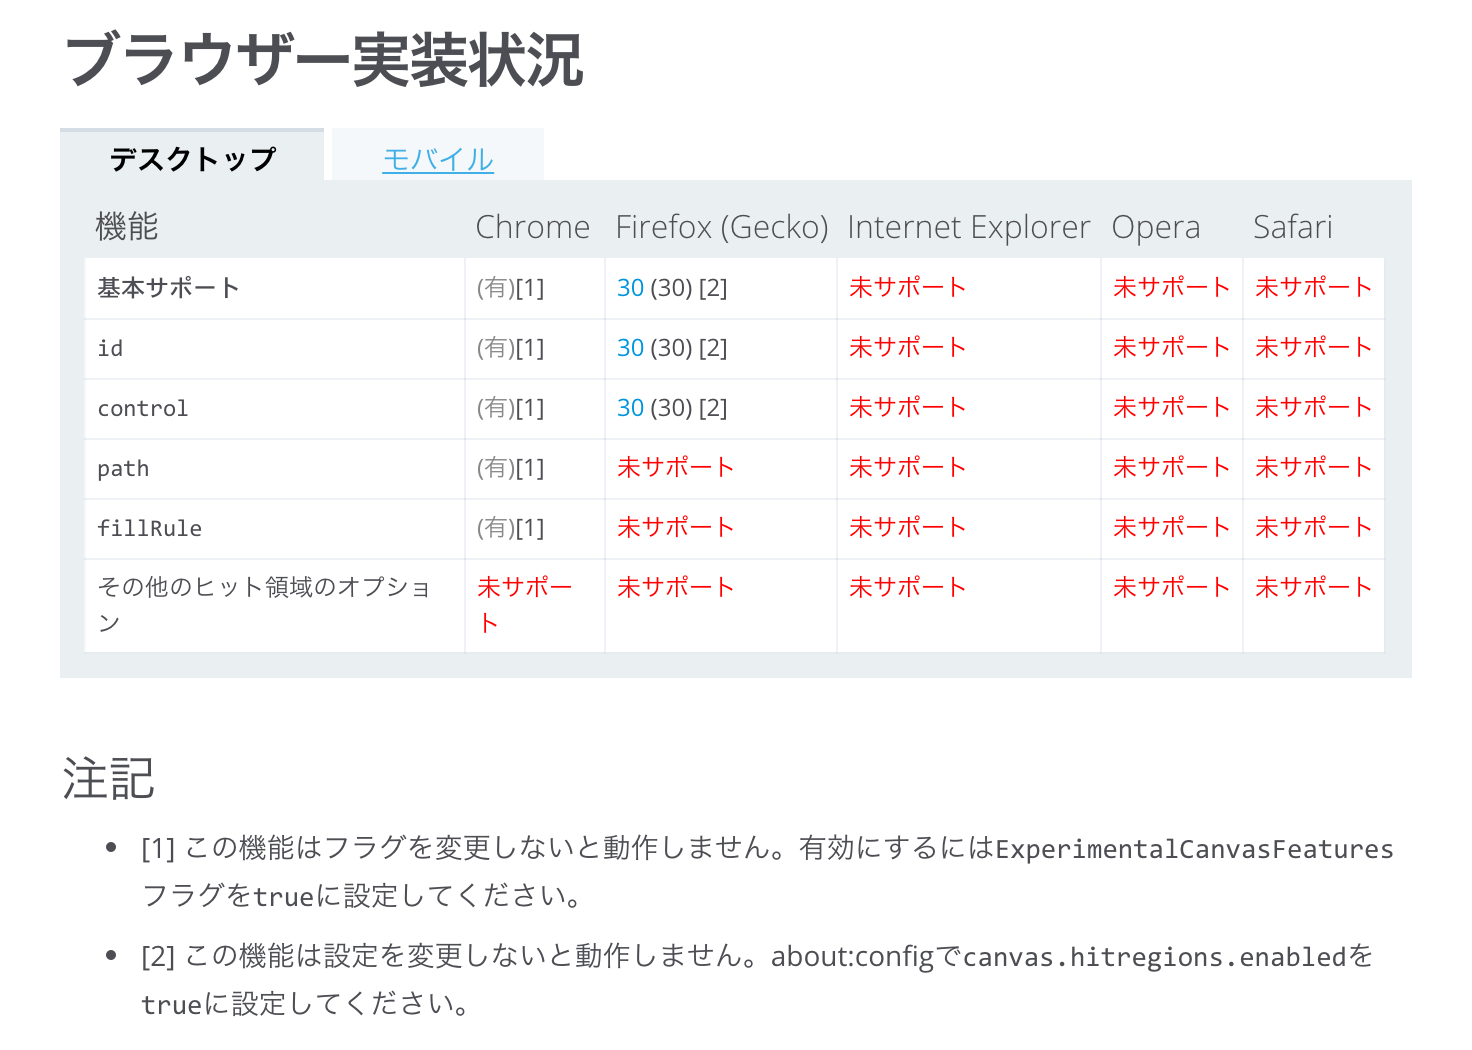 ブラウザー実装状況
デスクトップ モバイル
機能 Chrome Firefox (Gecko) Internet Explorer Opera Safari
基本サポート (有)[1] 30 (30) [2] 未サポート 未サポート 未サポート
id (有)[1] 30 (30) [2] 未サポート 未サポート 未サポート
control (有)[1] 30 (30) [2] 未サポート 未サポート 未サポート
path (有)[1] 未サポート 未サポート 未サポート 未サポート
fillRule (有)[1] 未サポート 未サポート 未サポート 未サポート
その他のヒット領域のオプショ 未サポー 未サポート 未サポート 未サポート 未サポート
ン ト
注記
• [1] この機能はフラグを変更しないと動作しません。有効にするにはExperimentalCanvasFeatures
フラグをtrueに設定してください。
• [2] この機能は設定を変更しないと動作しません。about:configでcanvas.hitregions.enabledを
trueに設定してください。